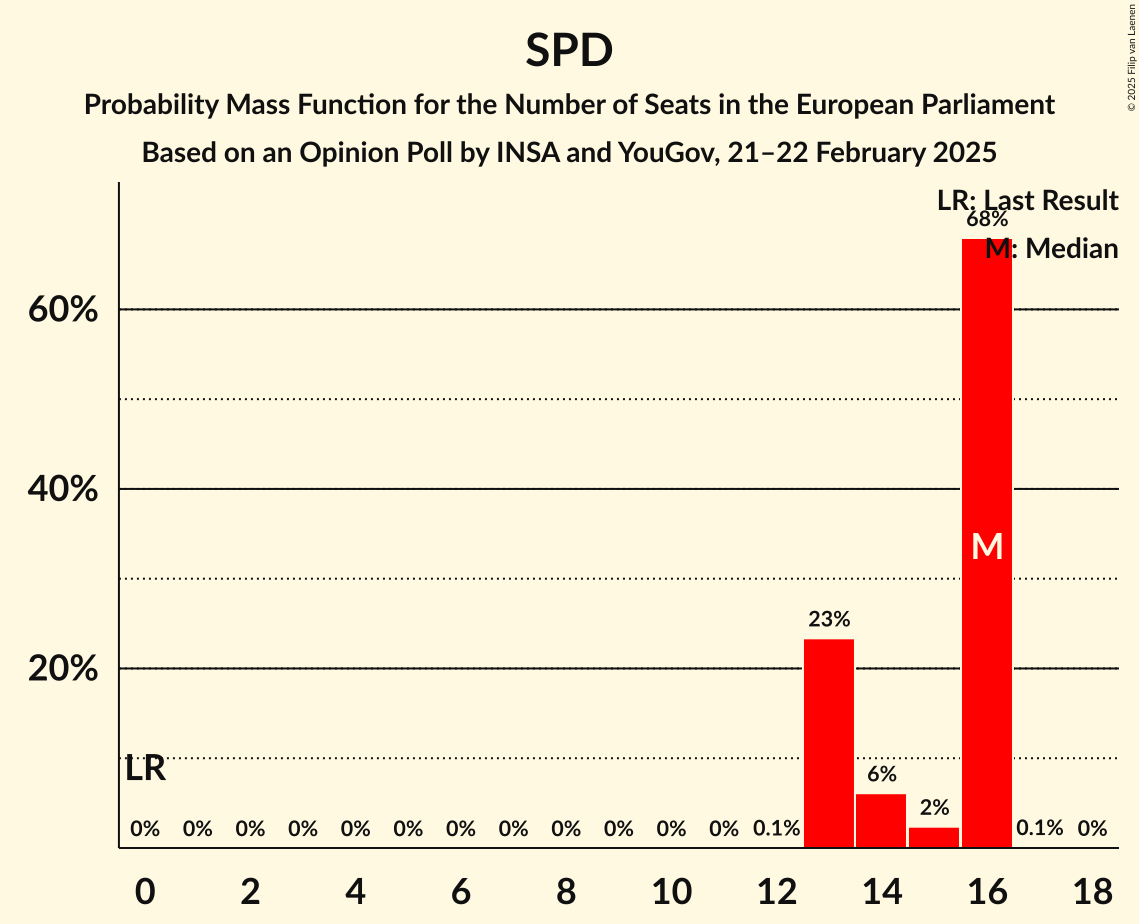 SPD
Probability Mass Function for the Number of Seats in the European Parliament
Based on an Opinion Poll by INSA and YouGov, 21–22 February 2025
© 2025 Filip van Laenen
LR: Last Result
M: Median
68%
60%
40%
M
23%
20%
LR
6%
2%
0% 0% 0% 0% 0% 0% 0% 0% 0% 0% 0% 0% 0.1% 0.1% 0%
0 2 4 6 8 10 12 14 16 18